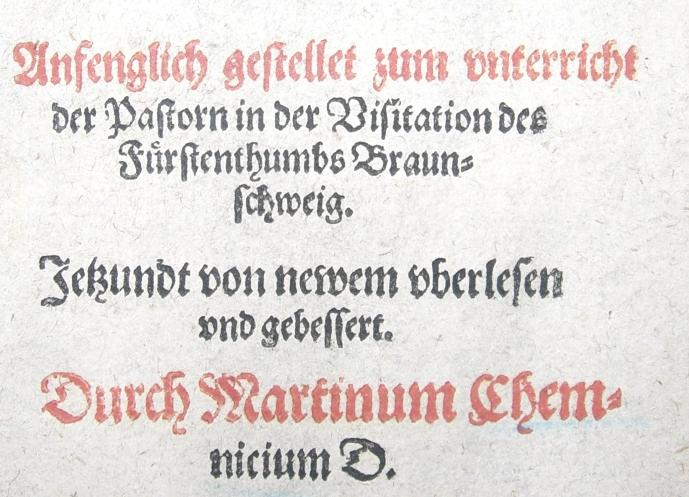 Anfenglich gestellet zum vnterricht
der Pastorn in der Visitation des
Fürstenthumbs Braun-
schweig.
Jetzundt von newem vberlesen
vnd gebessert.
Durch Martinum Chem-
nicium D.